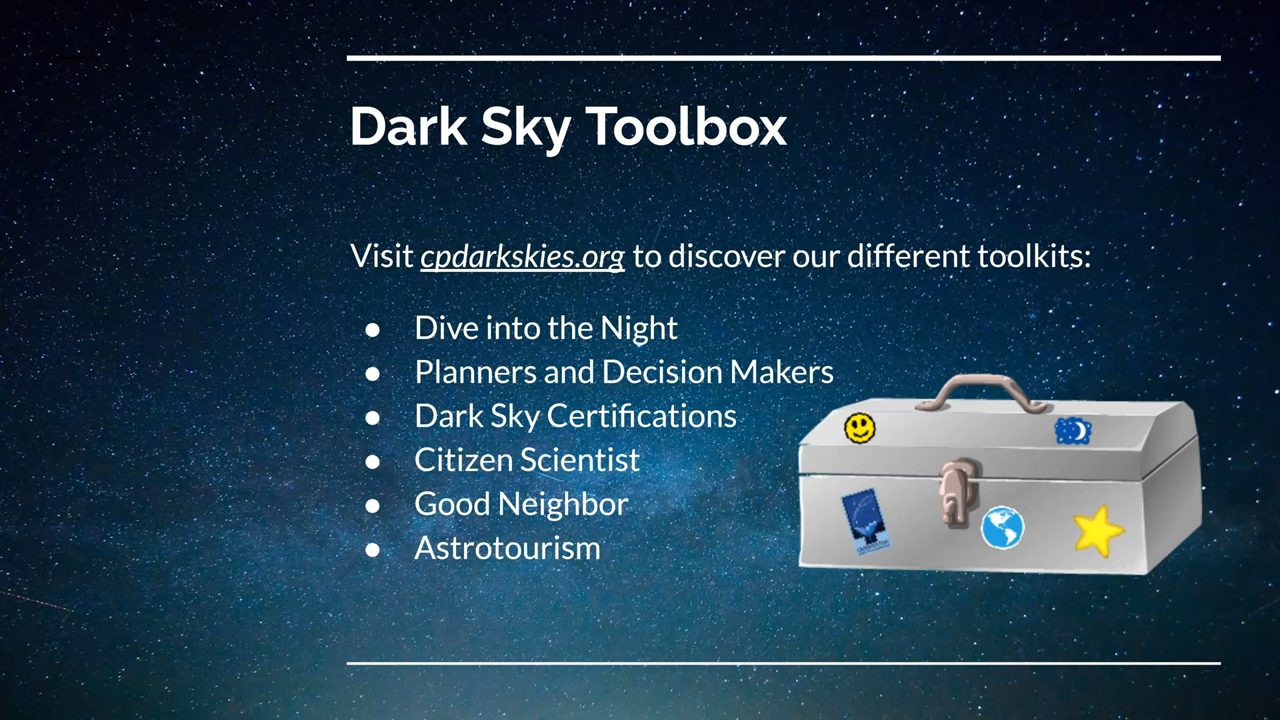 Dark Sky Toolbox
Visit cpdarkskies.org to discover our different toolkits:
● Dive into the Night
● Planners and Decision Makers
● Dark Sky Certifications
● Citizen Scientist
● Good Neighbor
● Astrotourism